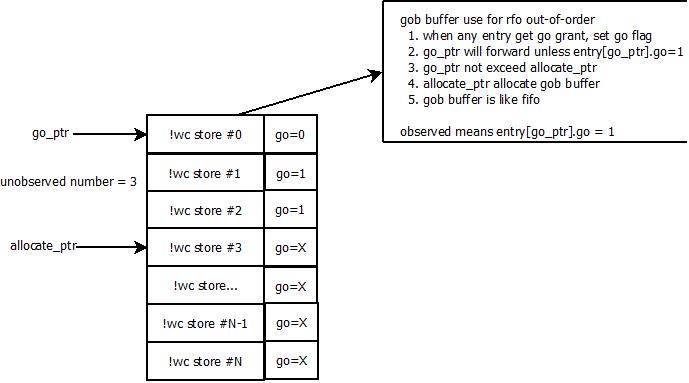 gob buffer use for rfo out-of-order
1. when any entry get go grant, set go flag
2. go_ptr will forward unless entry[go_ptr].go=1
3. go_ptr not exceed allocate_ptr
4. allocate_ptr allocate gob buffer
5. gob buffer is like fifo
observed means entry[go_ptr].go = 1
go_ptr
!wc store #0 go=0
unobserved number = 3
!wc store #1 go=1
!wc store #2 go=1
allocate_ptr
!wc store #3 go=X
!wc store... go=X
!wc store #N-1 go=X
!wc store #N go=X